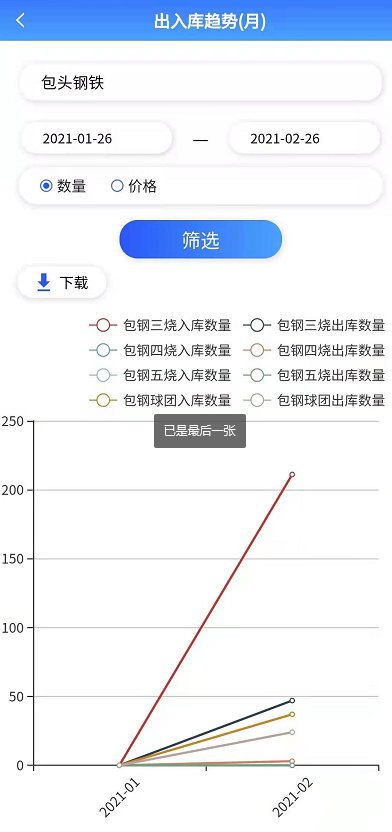 出入库趋势(月)
包头钢铁
2021-01-26 — 2021-02-26
数量 价格
筛选
下载
包钢三烧入库数量 包钢三烧出库数量
包钢四烧入库数量 包钢四烧出库数量
包钢五烧入库数量 包钢五烧出库数量
包钢球团入库数量 包钢球团出库数量
已是最后一张
250
200
150
100
50
0
2021-01 2021-02